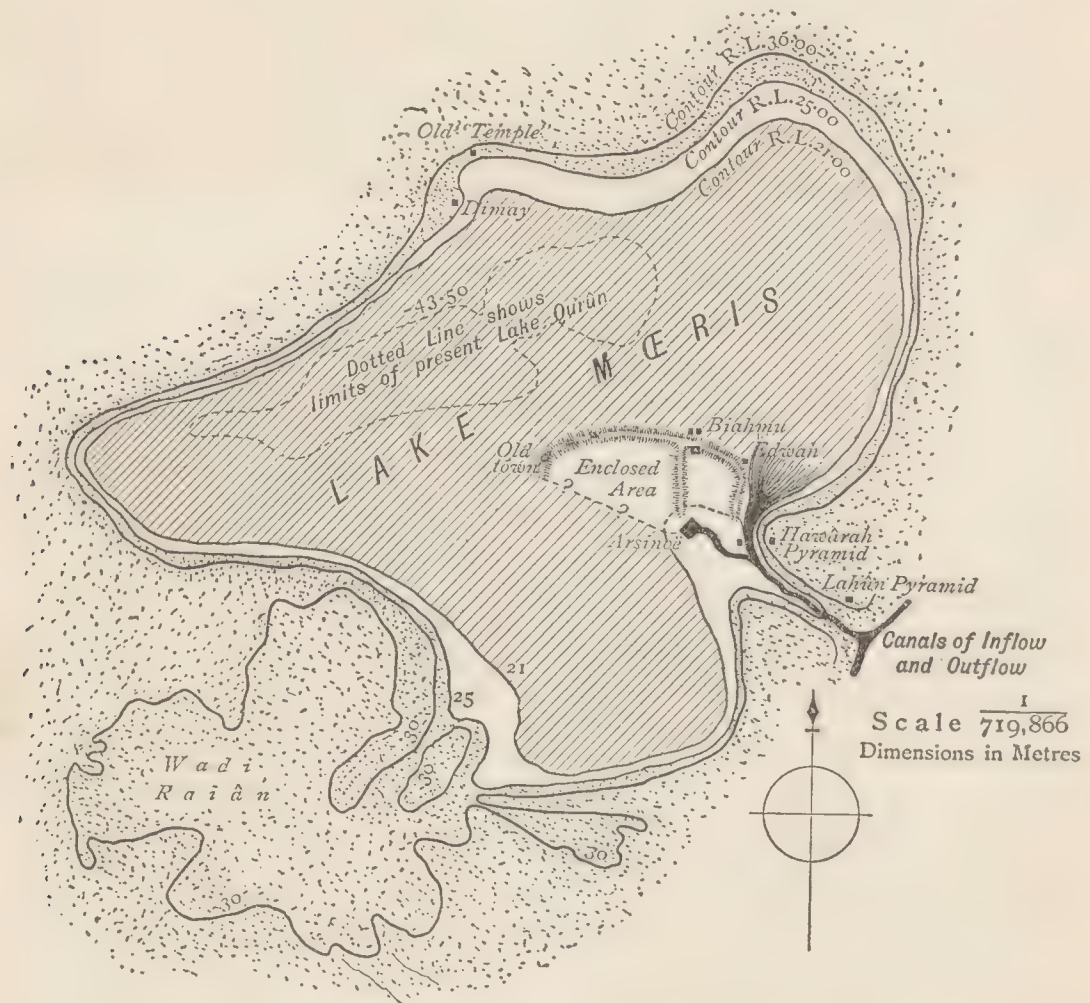 Contour R.L. 36·00
Contour R.L. 25·00
Contour R.L. 21·00
Old "Temple"
Dimay
43·50
Dotted Line shows
limits of present Lake Qurûn
LAKE MŒRIS
Biahmu
Edwah
Old
town
Enclosed
Area
?
?
Arsinoe
Hawârah
Pyramid
Lahûn Pyramid
Canals of Inflow
and Outflow
21
25
30
30
30
30
Wadi
Raiân
Scale 1/719,866
Dimensions in Metres